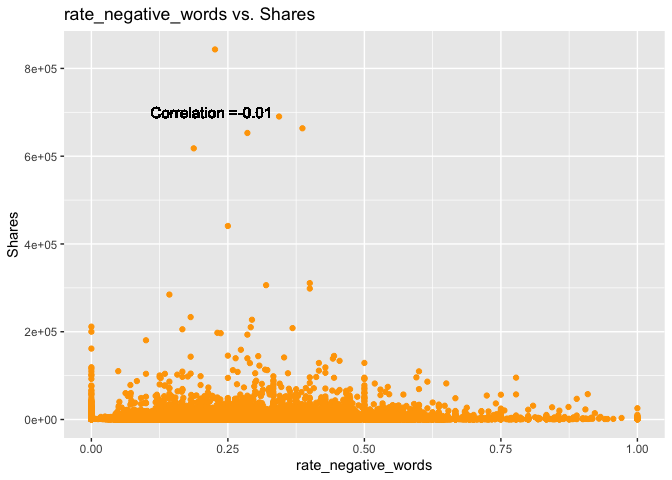 rate_negative_words vs. Shares
8e+05
Correlation =-0.01
6e+05
Shares
4e+05
2e+05
0e+00
0.00 0.25 0.50 0.75 1.00
rate_negative_words